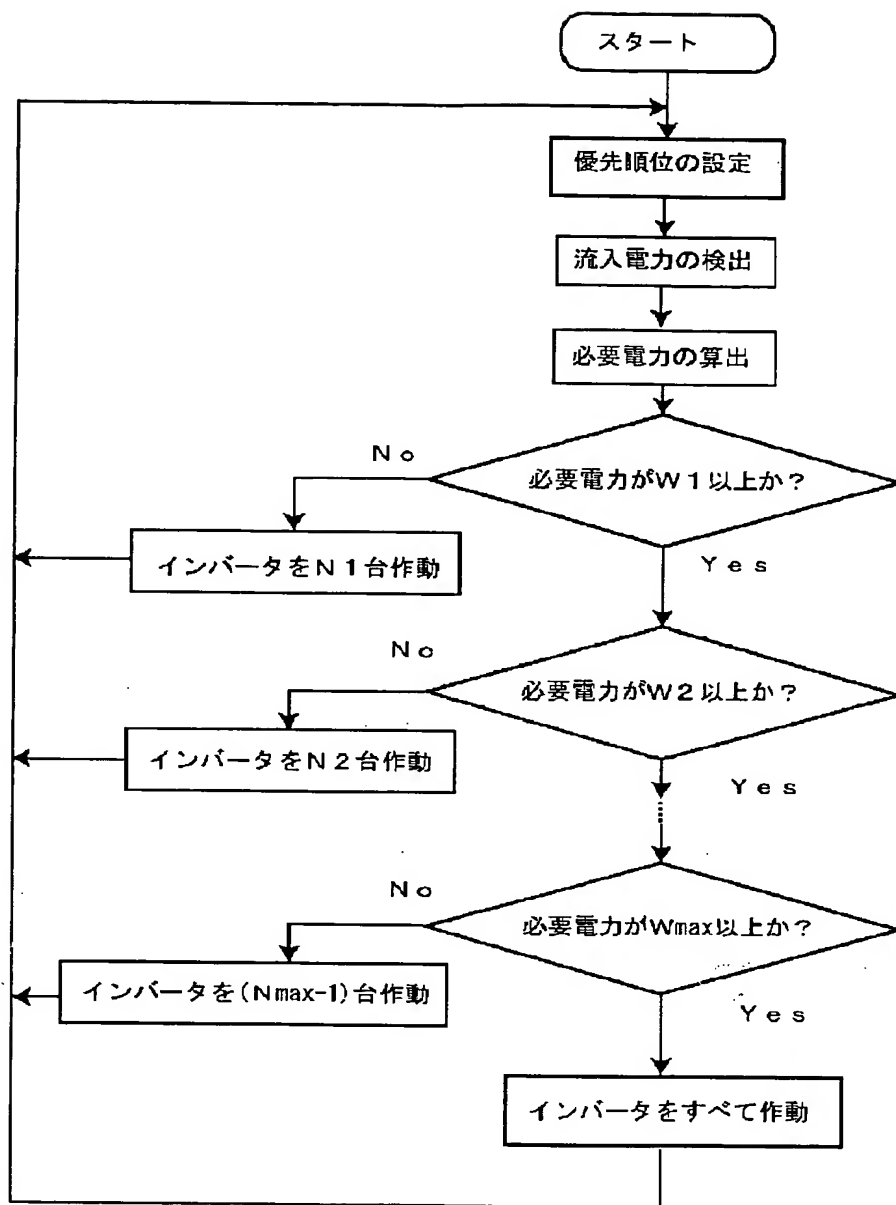 スタート
優先順位の設定
流入電力の検出
必要電力の算出
No
必要電力がW1以上か?
インバータをN1台作動
Yes
No
必要電力がW2以上か?
インバータをN2台作動
Yes
No
必要電力がWmax以上か?
インバータを(Nmax-1)台作動
Yes
インバータをすべて作動